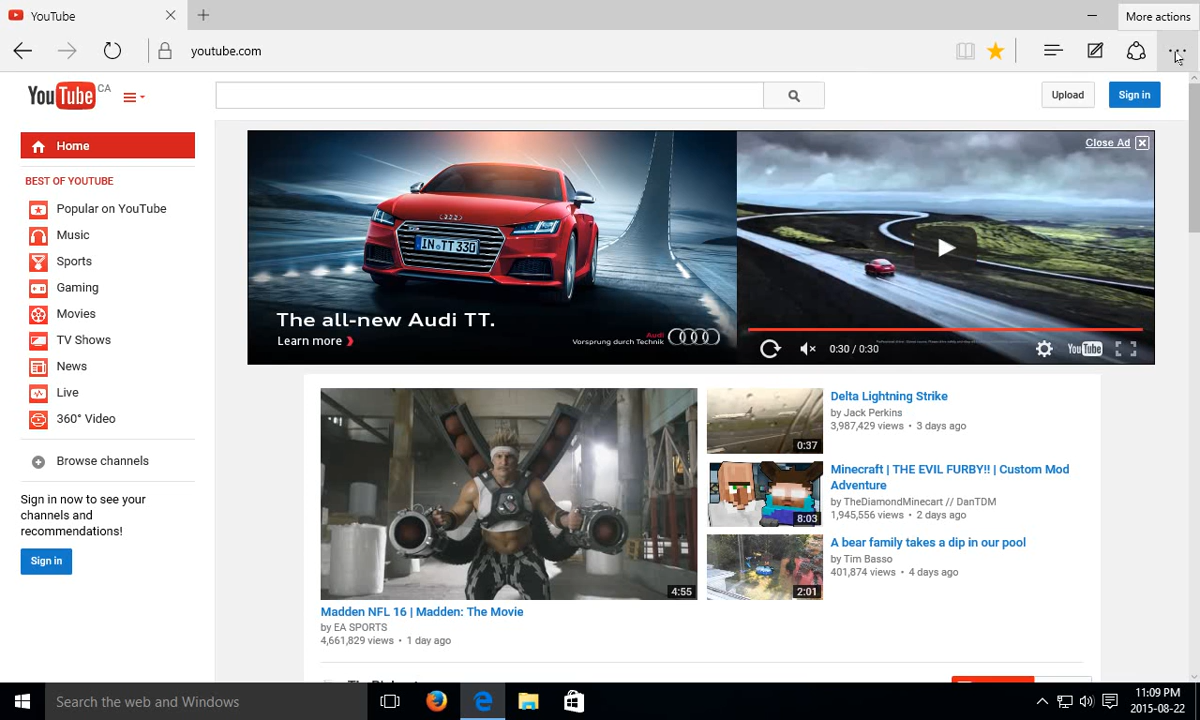 YouTube
More actions
youtube.com
YouTube CA
Upload
Sign in
Home
BEST OF YOUTUBE
Popular on YouTube
Music
Sports
Gaming
Movies
TV Shows
News
Live
360° Video
Browse channels
Sign in now to see your
channels and
recommendations!
Sign in
IN·TT 330
The all-new Audi TT.
Learn more ❯
Audi
Vorsprung durch Technik
Close Ad
0:30 / 0:30
YouTube
4:55
Madden NFL 16 | Madden: The Movie
by EA SPORTS
4,661,829 views • 1 day ago
0:37
Delta Lightning Strike
by Jack Perkins
3,987,429 views • 3 days ago
8:03
Minecraft | THE EVIL FURBY!! | Custom Mod
Adventure
by TheDiamondMinecart // DanTDM
1,945,556 views • 2 days ago
2:01
A bear family takes a dip in our pool
by Tim Basso
401,874 views • 4 days ago
Search the web and Windows
11:09 PM
2015-08-22